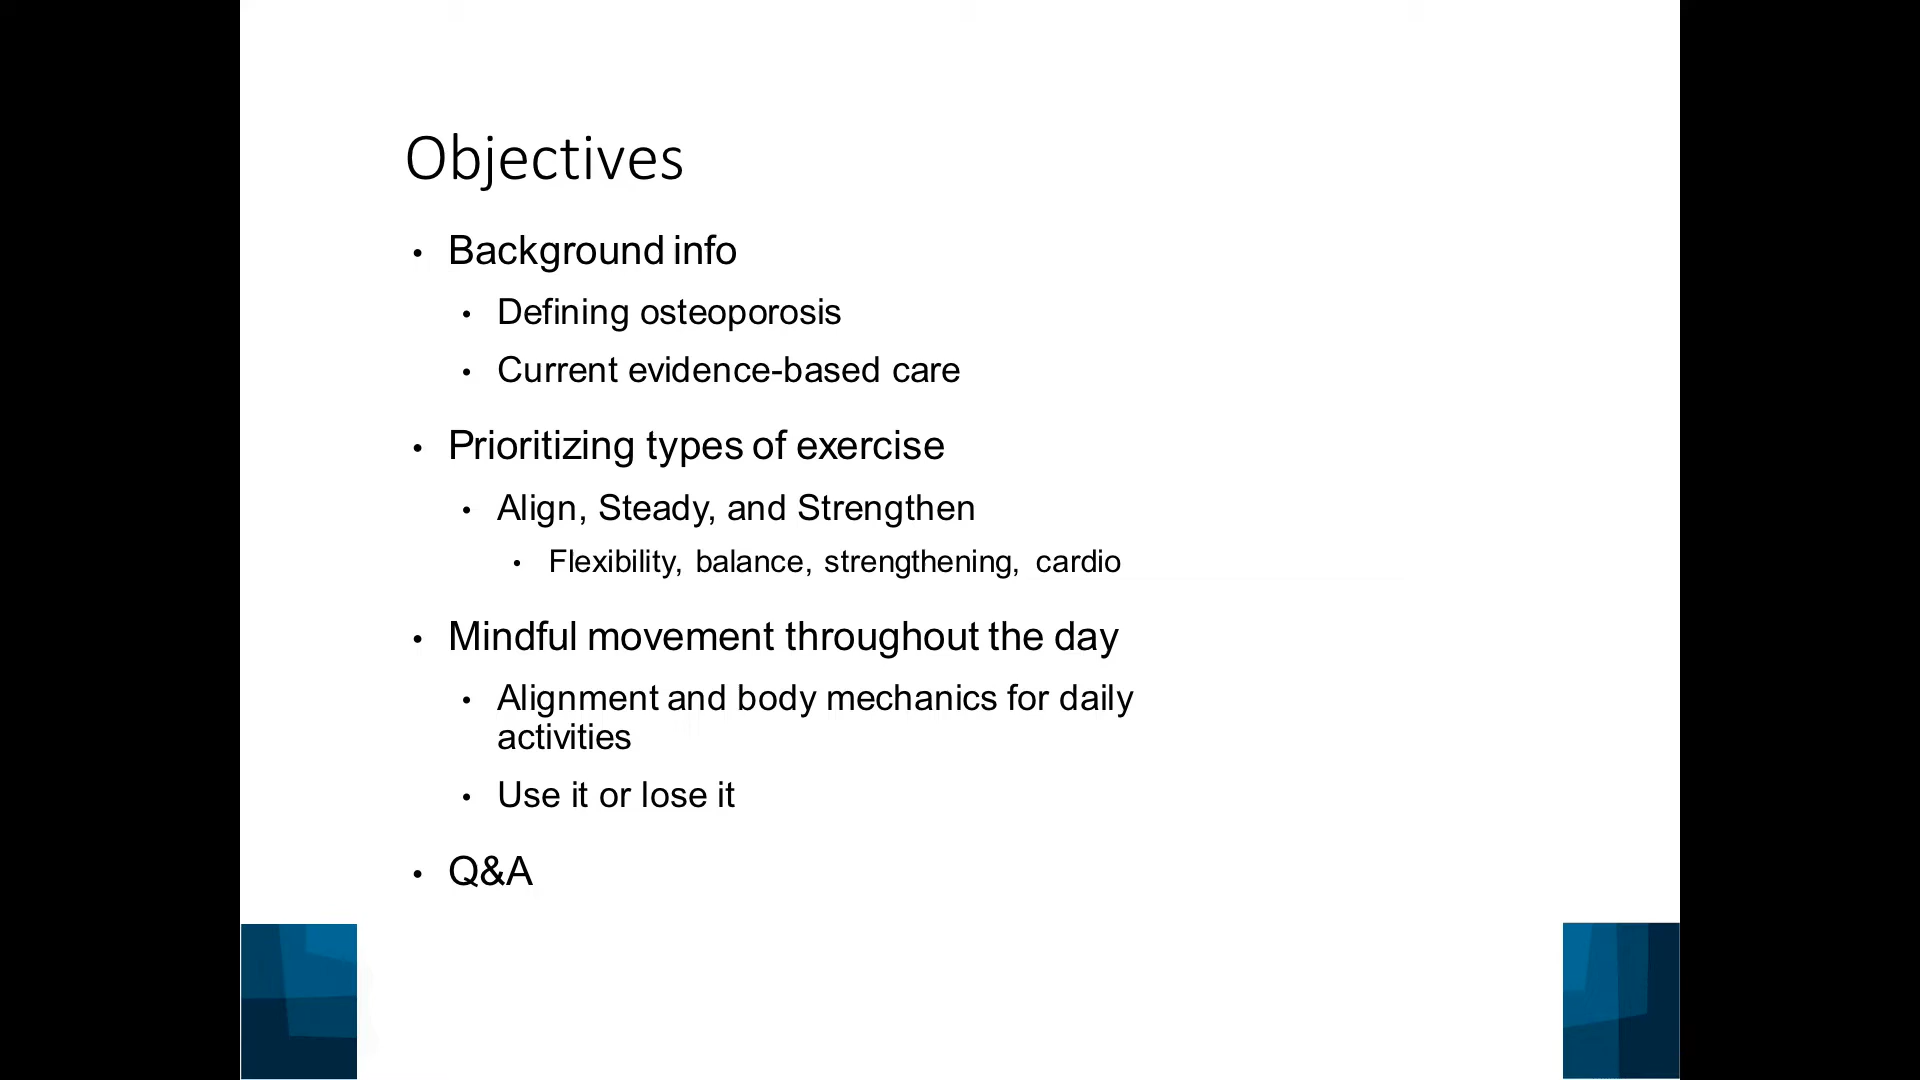 Objectives
• Background info
• Defining osteoporosis
• Current evidence-based care
• Prioritizing types of exercise
• Align, Steady, and Strengthen
• Flexibility, balance, strengthening, cardio
• Mindful movement throughout the day
• Alignment and body mechanics for daily
activities
• Use it or lose it
• Q&A